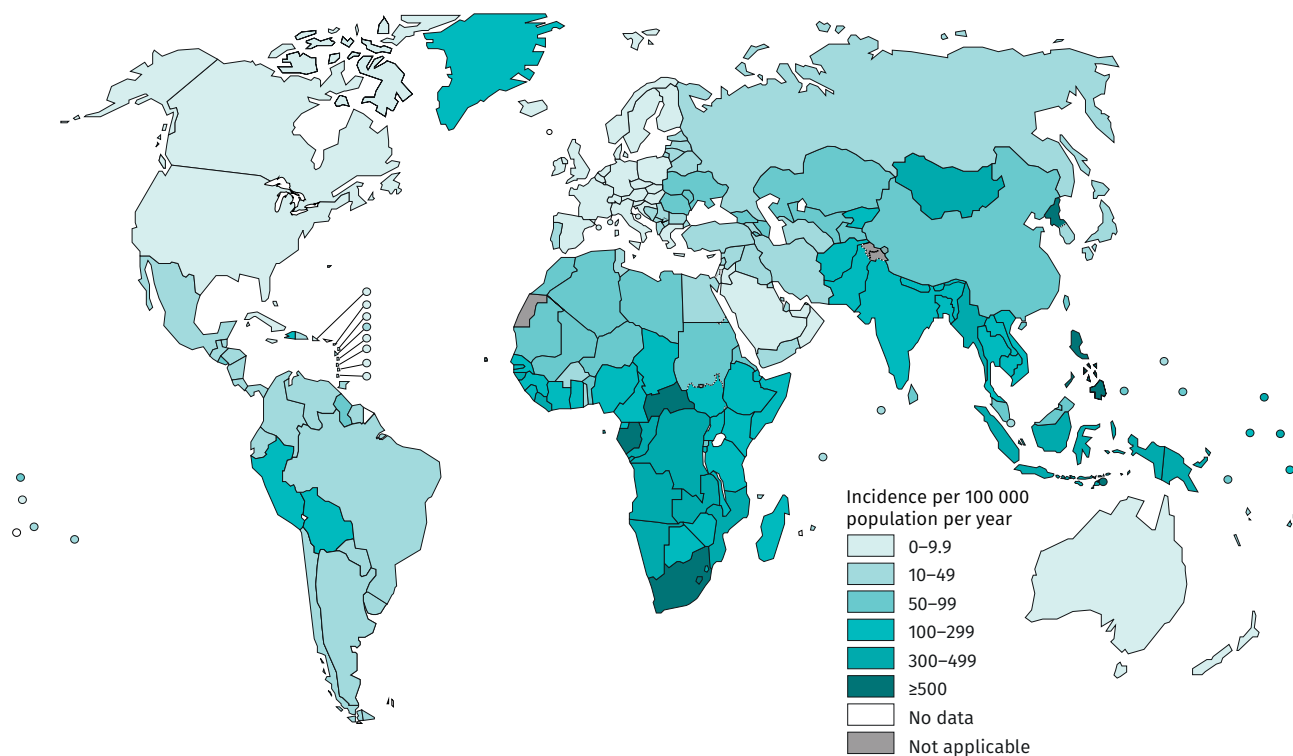 Incidence per 100 000
population per year
0–9.9
10–49
50–99
100–299
300–499
≥500
No data
Not applicable